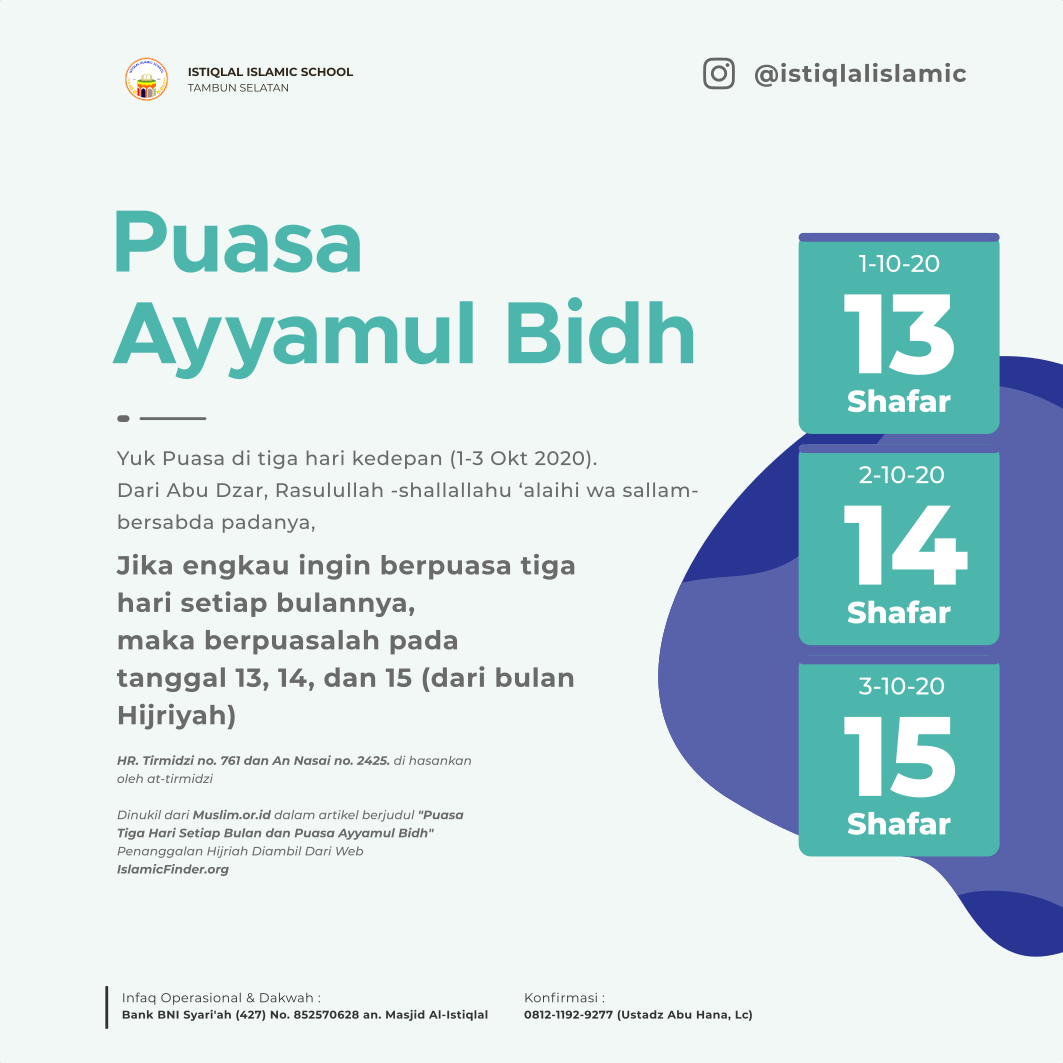 ISTIQLAL ISLAMIC SCHOOL
TAMBUN SELATAN
@istiqlalislamic
Puasa
Ayyamul Bidh
Yuk Puasa di tiga hari kedepan (1-3 Okt 2020).
Dari Abu Dzar, Rasulullah -shallallahu ‘alaihi wa sallam-
bersabda padanya,
Jika engkau ingin berpuasa tiga
hari setiap bulannya,
maka berpuasalah pada
tanggal 13, 14, dan 15 (dari bulan
Hijriyah)
HR. Tirmidzi no. 761 dan An Nasai no. 2425. di hasankan
oleh at-tirmidzi
Dinukil dari Muslim.or.id dalam artikel berjudul "Puasa
Tiga Hari Setiap Bulan dan Puasa Ayyamul Bidh"
Penanggalan Hijriah Diambil Dari Web
IslamicFinder.org
1-10-20
13
Shafar
2-10-20
14
Shafar
3-10-20
15
Shafar
Infaq Operasional & Dakwah :
Bank BNI Syari'ah (427) No. 852570628 an. Masjid Al-Istiqlal
Konfirmasi :
0812-1192-9277 (Ustadz Abu Hana, Lc)